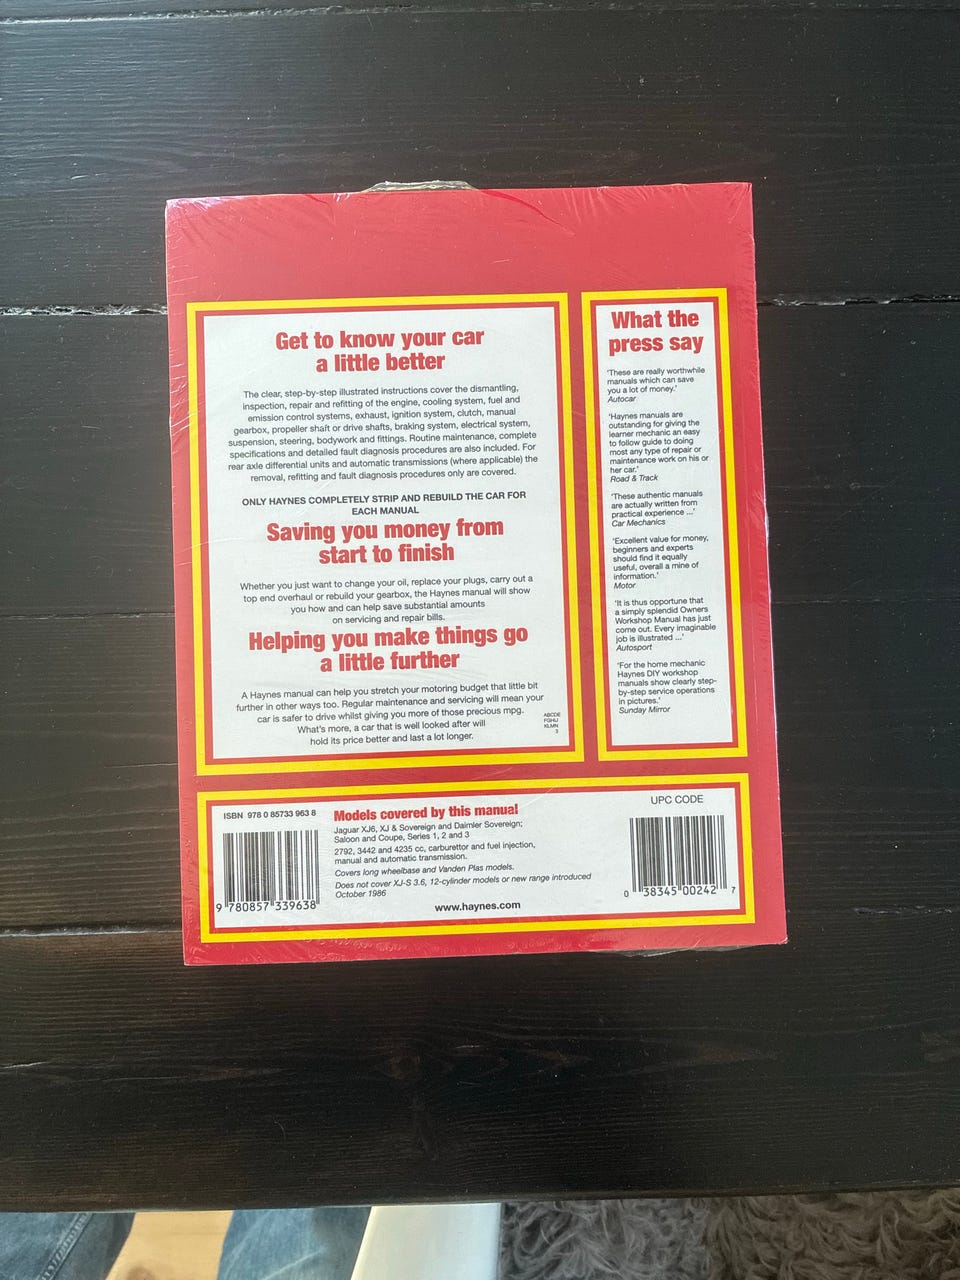 Get to know your car
a little better
The clear, step-by-step illustrated instructions cover the dismantling,
inspection, repair and refitting of the engine, cooling system, fuel and
emission control systems, exhaust, ignition system, clutch, manual
gearbox, propeller shaft or drive shafts, braking system, electrical system,
suspension, steering, bodywork and fittings. Routine maintenance, complete
specifications and detailed fault diagnosis procedures are also included. For
rear axle differential units and automatic transmissions (where applicable) the
removal, refitting and fault diagnosis procedures only are covered.
ONLY HAYNES COMPLETELY STRIP AND REBUILD THE CAR FOR
EACH MANUAL
Saving you money from
start to finish
Whether you just want to change your oil, replace your plugs, carry out a
top end overhaul or rebuild your gearbox, the Haynes manual will show
you how and can help save substantial amounts
on servicing and repair bills.
Helping you make things go
a little further
A Haynes manual can help you stretch your motoring budget that little bit
further in other ways too. Regular maintenance and servicing will mean your
car is safer to drive whilst giving you more of those precious mpg.
What's more, a car that is well looked after will
hold its price better and last a lot longer.
ABCDE
FGHIJ
KLMN
3
What the
press say
'These are really worthwhile
manuals which can save
you a lot of money.'
Autocar
'Haynes manuals are
outstanding for giving the
learner mechanic an easy
to follow guide to doing
most any type of repair or
maintenance work on his or
her car.'
Road & Track
'These authentic manuals
are actually written from
practical experience ...'
Car Mechanics
'Excellent value for money,
beginners and experts
should find it equally
useful, overall a mine of
information.'
Motor
'It is thus opportune that
a simply splendid Owners
Workshop Manual has just
come out. Every imaginable
job is illustrated ...'
Autosport
'For the home mechanic
Haynes DIY workshop
manuals show clearly step-
by-step service operations
in pictures.'
Sunday Mirror
ISBN 978 0 85733 963 8
9 780857 339638
Models covered by this manual
Jaguar XJ6, XJ & Sovereign and Daimler Sovereign;
Saloon and Coupe, Series 1, 2 and 3
2792, 3442 and 4235 cc, carburettor and fuel injection,
manual and automatic transmission.
Covers long wheelbase and Vanden Plas models.
Does not cover XJ-S 3.6, 12-cylinder models or new range introduced
October 1986
www.haynes.com
UPC CODE
0 38345 00242 7